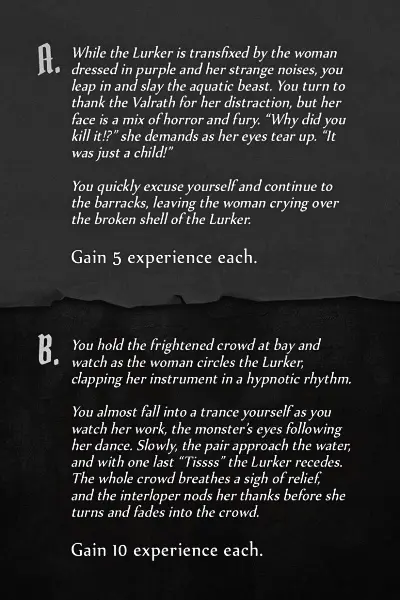 A. While the Lurker is transfixed by the woman
dressed in purple and her strange noises, you
leap in and slay the aquatic beast. You turn to
thank the Valrath for her distraction, but her
face is a mix of horror and fury. “Why did you
kill it!?” she demands as her eyes tear up. “It
was just a child!”
You quickly excuse yourself and continue to
the barracks, leaving the woman crying over
the broken shell of the Lurker.
Gain 5 experience each.
B. You hold the frightened crowd at bay and
watch as the woman circles the Lurker,
clapping her instrument in a hypnotic rhythm.
You almost fall into a trance yourself as you
watch her work, the monster’s eyes following
her dance. Slowly, the pair approach the water,
and with one last “Tissss” the Lurker recedes.
The whole crowd breathes a sigh of relief,
and the interloper nods her thanks before she
turns and fades into the crowd.
Gain 10 experience each.